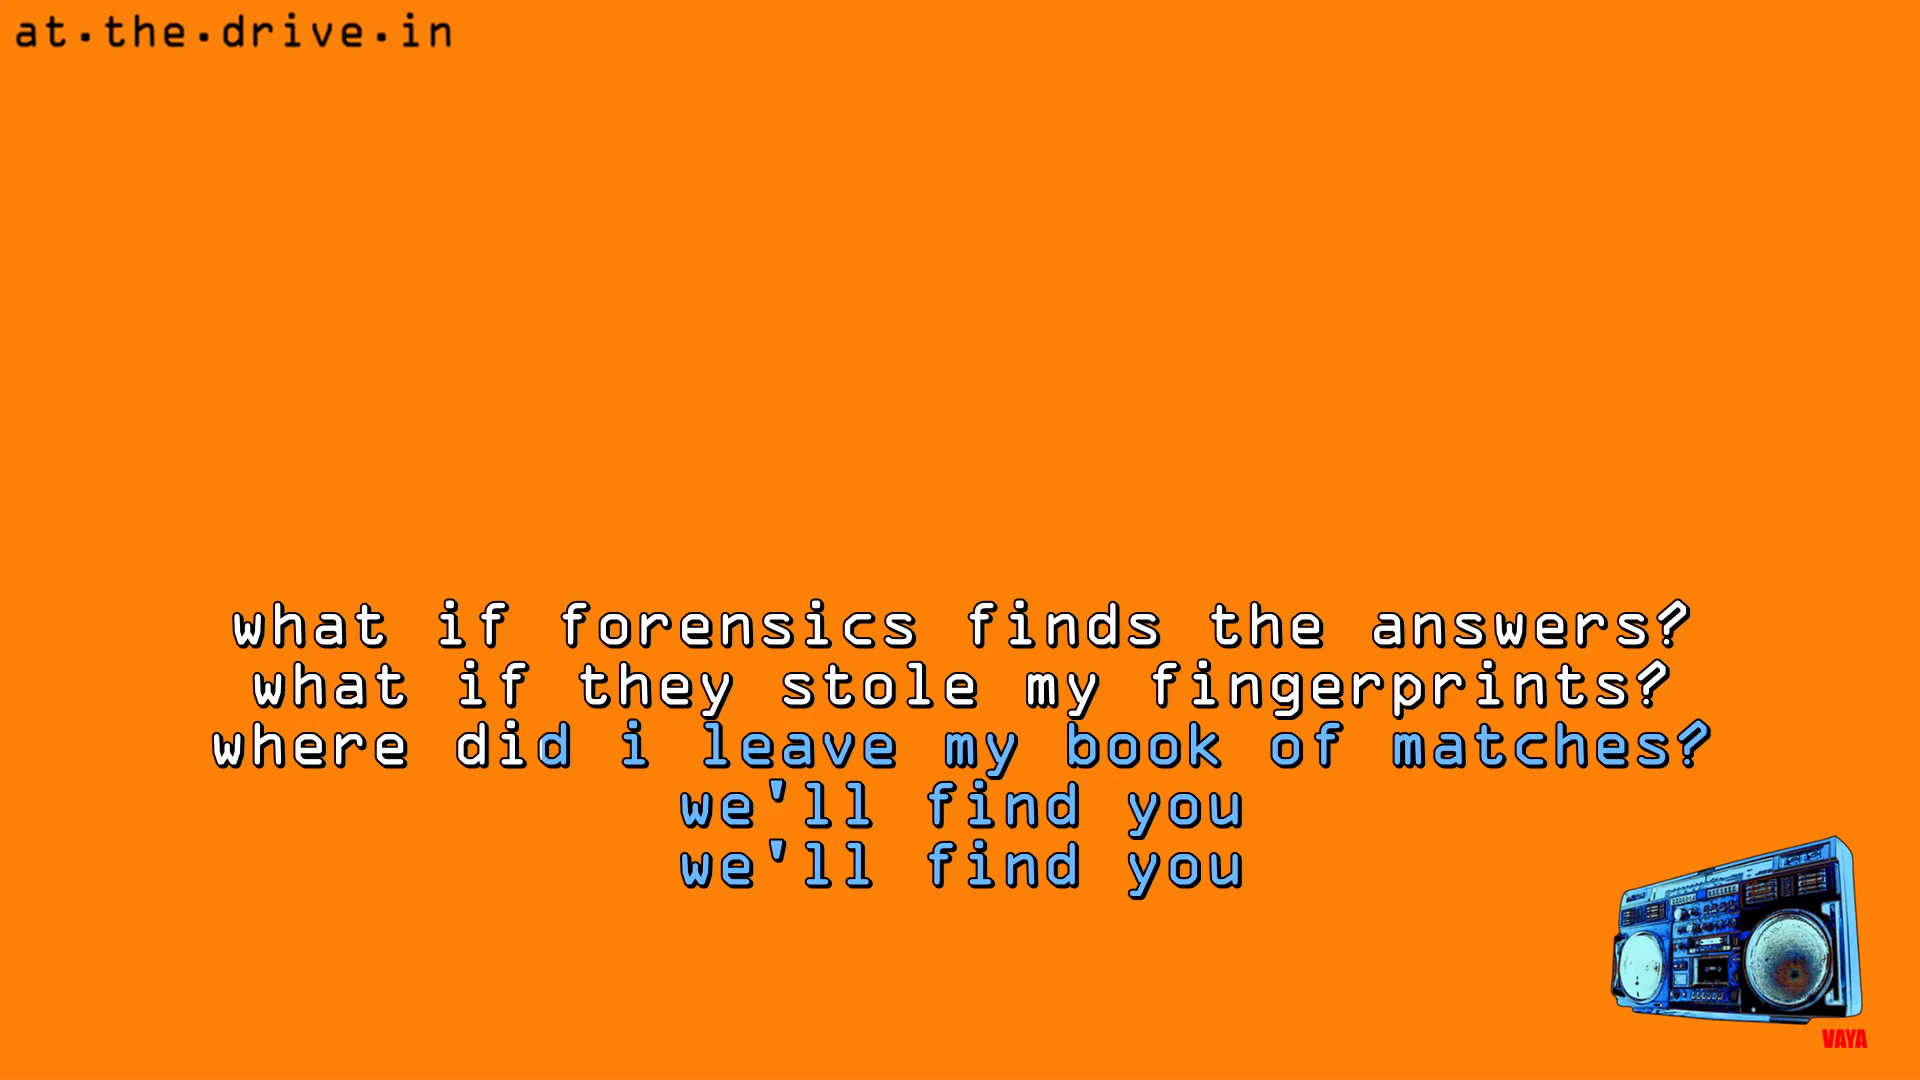 at.the.drive.in
what if forensics finds the answers?
what if they stole my fingerprints?
where did i leave my book of matches?
we'll find you
we'll find you
VAYA